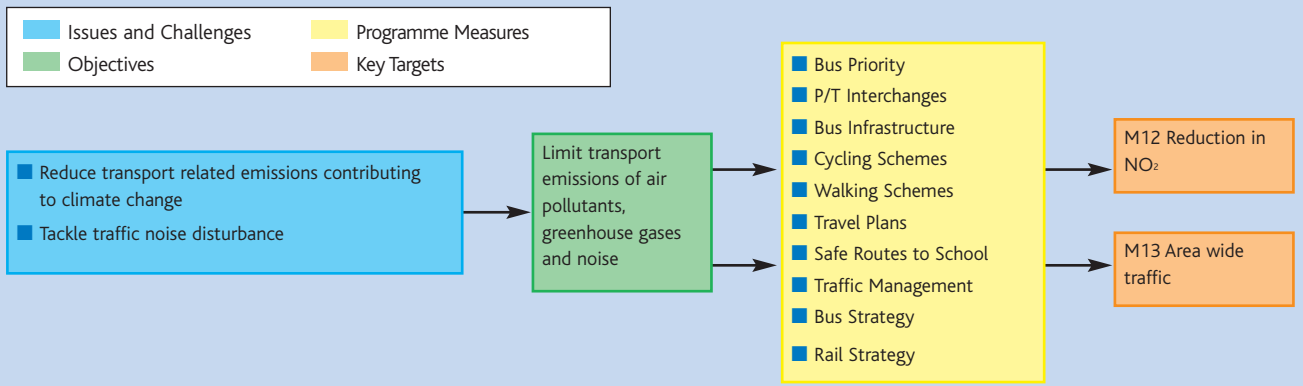 Issues and Challenges
Programme Measures
Objectives
Key Targets
Reduce transport related emissions contributing
to climate change
Tackle traffic noise disturbance
Limit transport
emissions of air
pollutants,
greenhouse gases
and noise
Bus Priority
P/T Interchanges
Bus Infrastructure
Cycling Schemes
Walking Schemes
Travel Plans
Safe Routes to School
Traffic Management
Bus Strategy
Rail Strategy
M12 Reduction in
NO₂
M13 Area wide
traffic